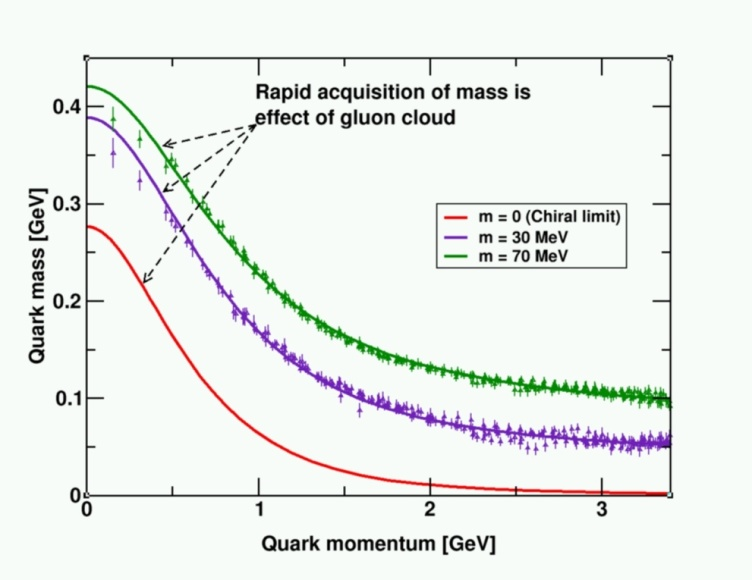 Rapid acquisition of mass is
effect of gluon cloud
m = 0 (Chiral limit)
m = 30 MeV
m = 70 MeV
Quark mass [GeV]
0.4
0.3
0.2
0.1
0
0 1 2 3
Quark momentum [GeV]